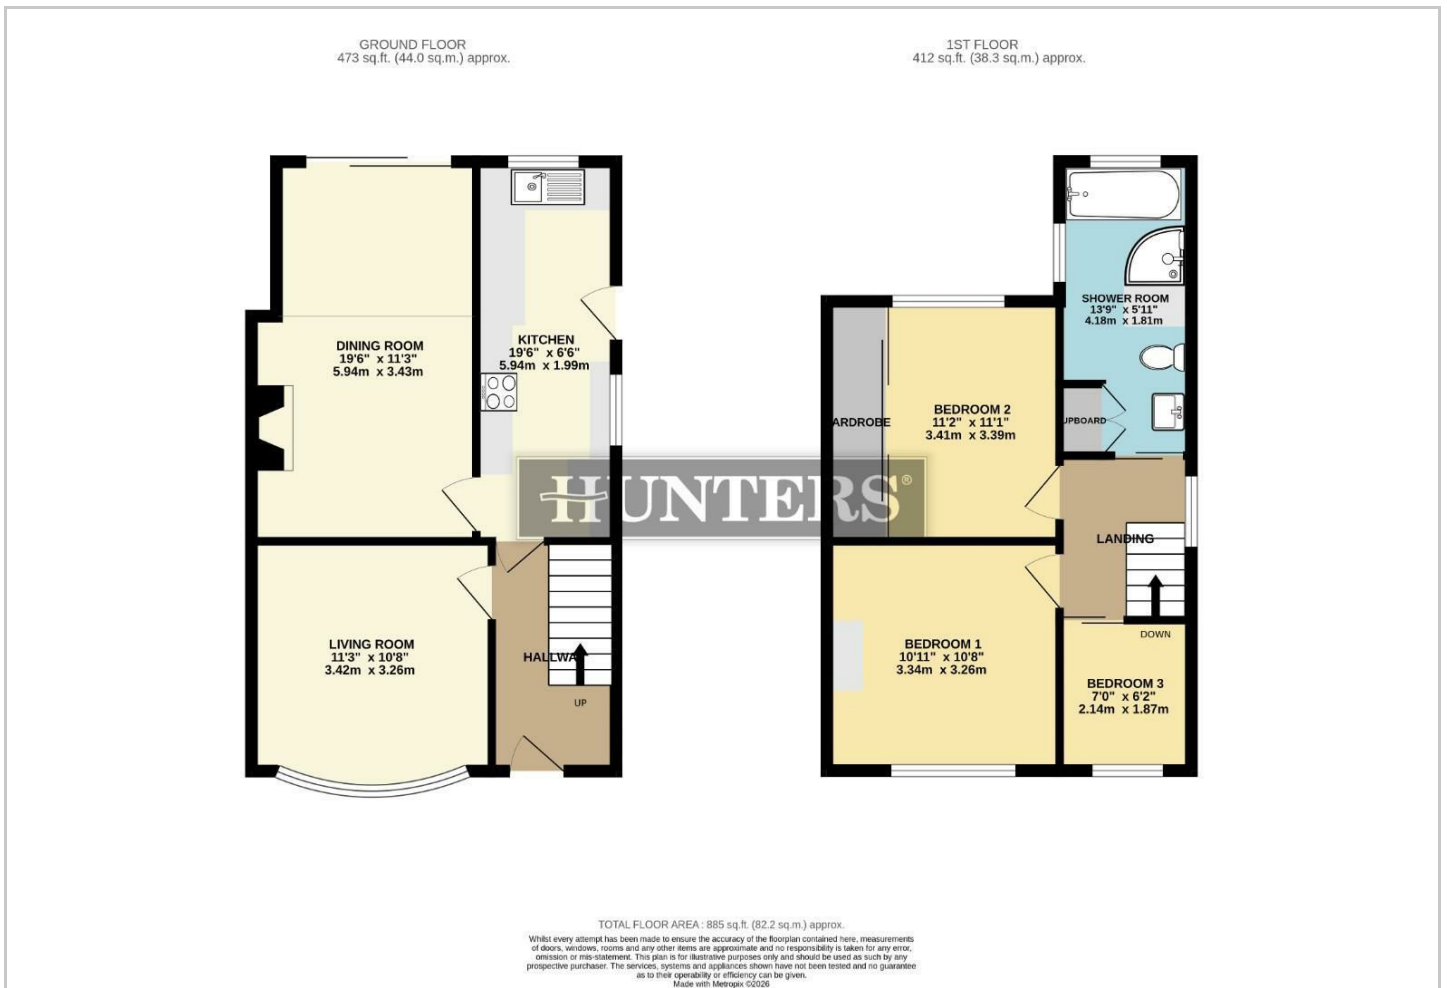 GROUND FLOOR
473 sq.ft. (44.0 sq.m.) approx.
1ST FLOOR
412 sq.ft. (38.3 sq.m.) approx.
DINING ROOM
19'6" x 11'3"
5.94m x 3.43m
KITCHEN
19'6" x 6'6"
5.94m x 1.99m
LIVING ROOM
11'3" x 10'8"
3.42m x 3.26m
HALLWA
UP
HUNTERS®
SHOWER ROOM
13'9" x 5'11"
4.18m x 1.81m
UPBOARD
ARDROBE
BEDROOM 2
11'2" x 11'1"
3.41m x 3.39m
LANDING
BEDROOM 1
10'11" x 10'8"
3.34m x 3.26m
DOWN
BEDROOM 3
7'0" x 6'2"
2.14m x 1.87m
TOTAL FLOOR AREA : 885 sq.ft. (82.2 sq.m.) approx.
Whilst every attempt has been made to ensure the accuracy of the floorplan contained here, measurements
of doors, windows, rooms and any other items are approximate and no responsibility is taken for any error,
omission or mis-statement. This plan is for illustrative purposes only and should be used as such by any
prospective purchaser. The services, systems and appliances shown have not been tested and no guarantee
as to their operability or efficiency can be given.
Made with Metropix ©2026